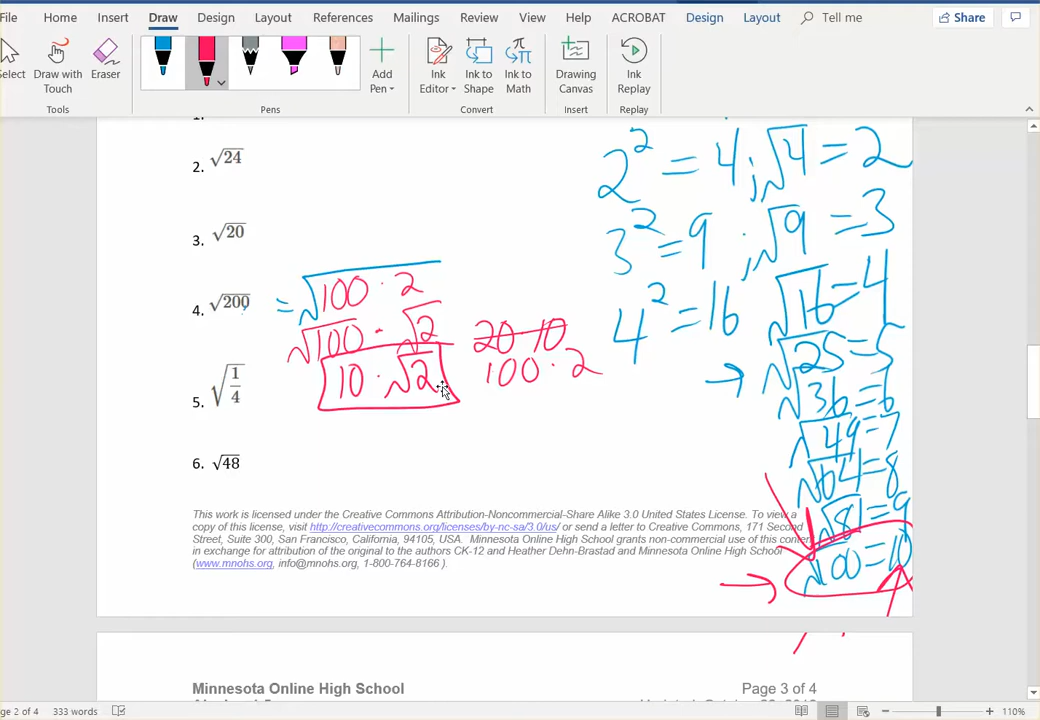 File Home Insert Draw Design Layout References Mailings Review View Help ACROBAT Design Layout Tell me Share
Select Draw with Touch Eraser Add Pen Ink Editor Ink to Shape Ink to Math Drawing Canvas Ink Replay
Tools Pens Convert Insert Replay
1.
2. √24
3. √20
4. √200
= √100 · 2
√100 · √2
10 · √2
20 · 10
100 · 2
5. √1/4
6. √48
2² = 4 ; √4 = 2
3² = 9 ; √9 = 3
4² = 16 √16 = 4
√25 = 5
√36 = 6
√49 = 7
√64 = 8
√81 = 9
√100 = 10
This work is licensed under the Creative Commons Attribution-Noncommercial-Share Alike 3.0 United States License. To view a
copy of this license, visit http://creativecommons.org/licenses/by-nc-sa/3.0/us/ or send a letter to Creative Commons, 171 Second
Street, Suite 300, San Francisco, California, 94105, USA. Minnesota Online High School grants non-commercial use of this content
in exchange for attribution of the original to the authors CK-12 and Heather Dehn-Brastad and Minnesota Online High School
(www.mnohs.org, info@mnohs.org, 1-800-764-8166 ).
Minnesota Online High School Page 3 of 4
Page 2 of 4 333 words 110%